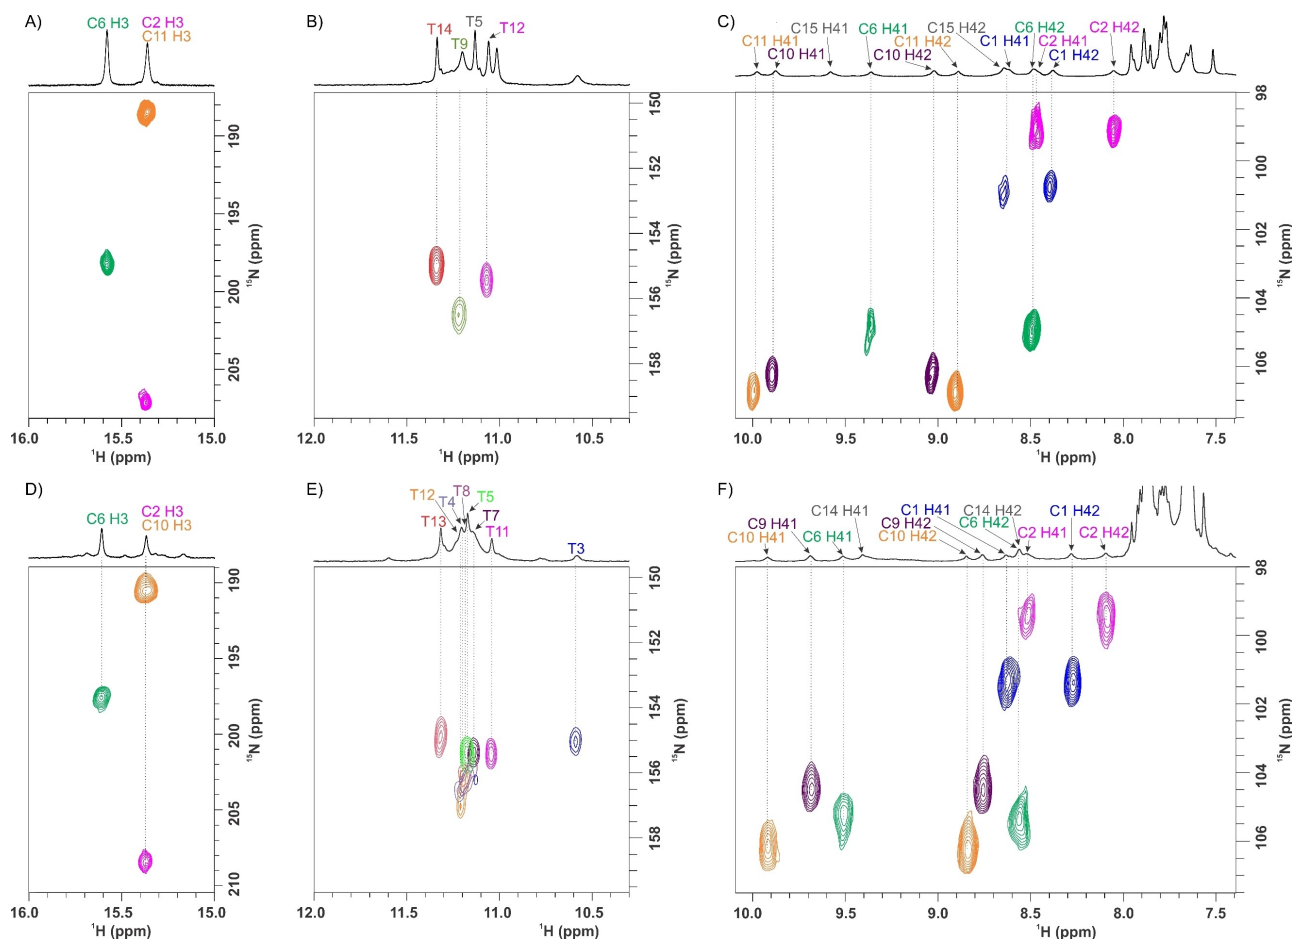 A)
C6 H3
C2 H3
C11 H3
190
195
200
205
¹⁵N (ppm)
16.0
15.5
15.0
¹H (ppm)
B)
T5
T14
T9
T12
150
152
154
156
158
¹⁵N (ppm)
12.0
11.5
11.0
10.5
¹H (ppm)
C)
C15 H41
C15 H42
C11 H41
C6 H41
C6 H42
C2 H42
C10 H41
C11 H42
C1 H41
C2 H41
C10 H42
C1 H42
98
100
102
104
106
¹⁵N (ppm)
10.0
9.5
9.0
8.5
8.0
7.5
¹H (ppm)
D)
C6 H3
C2 H3
C10 H3
190
195
200
205
210
¹⁵N (ppm)
16.0
15.5
15.0
¹H (ppm)
E)
T8
T12
T4
T5
T13
T7
T11
T3
0
150
152
154
156
158
¹⁵N (ppm)
12.0
11.5
11.0
10.5
¹H (ppm)
F)
C14 H41
C1 H41
C14 H42
C1 H42
C9 H41
C9 H42
C6 H42
C2 H41
C10 H41
C6 H41
C10 H42
C2 H42
98
100
102
104
106
¹⁵N (ppm)
10.0
9.5
9.0
8.5
8.0
7.5
¹H (ppm)